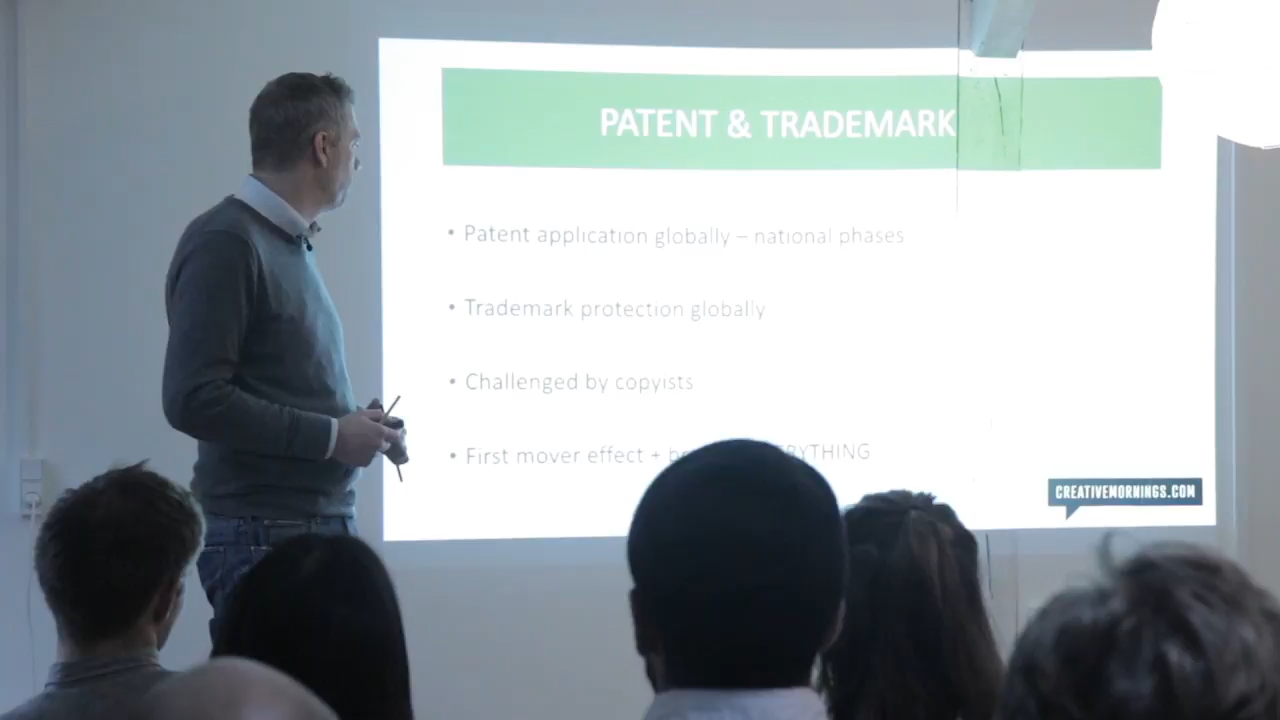 PATENT & TRADEMARK
• Patent application globally – national phases
• Trademark protection globally
• Challenged by copyists
• First mover effect +
CREATIVEMORNINGS.COM